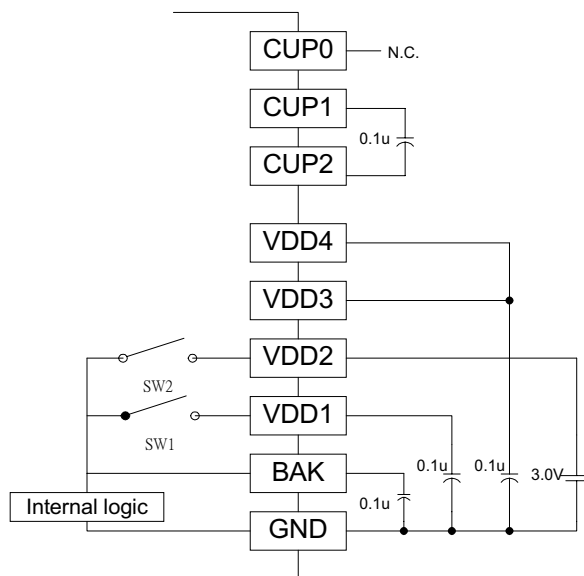 CUP0
N.C.
CUP1
0.1u
CUP2
VDD4
VDD3
VDD2
SW2
VDD1
SW1
BAK
0.1u
0.1u
3.0V
Internal logic
0.1u
GND